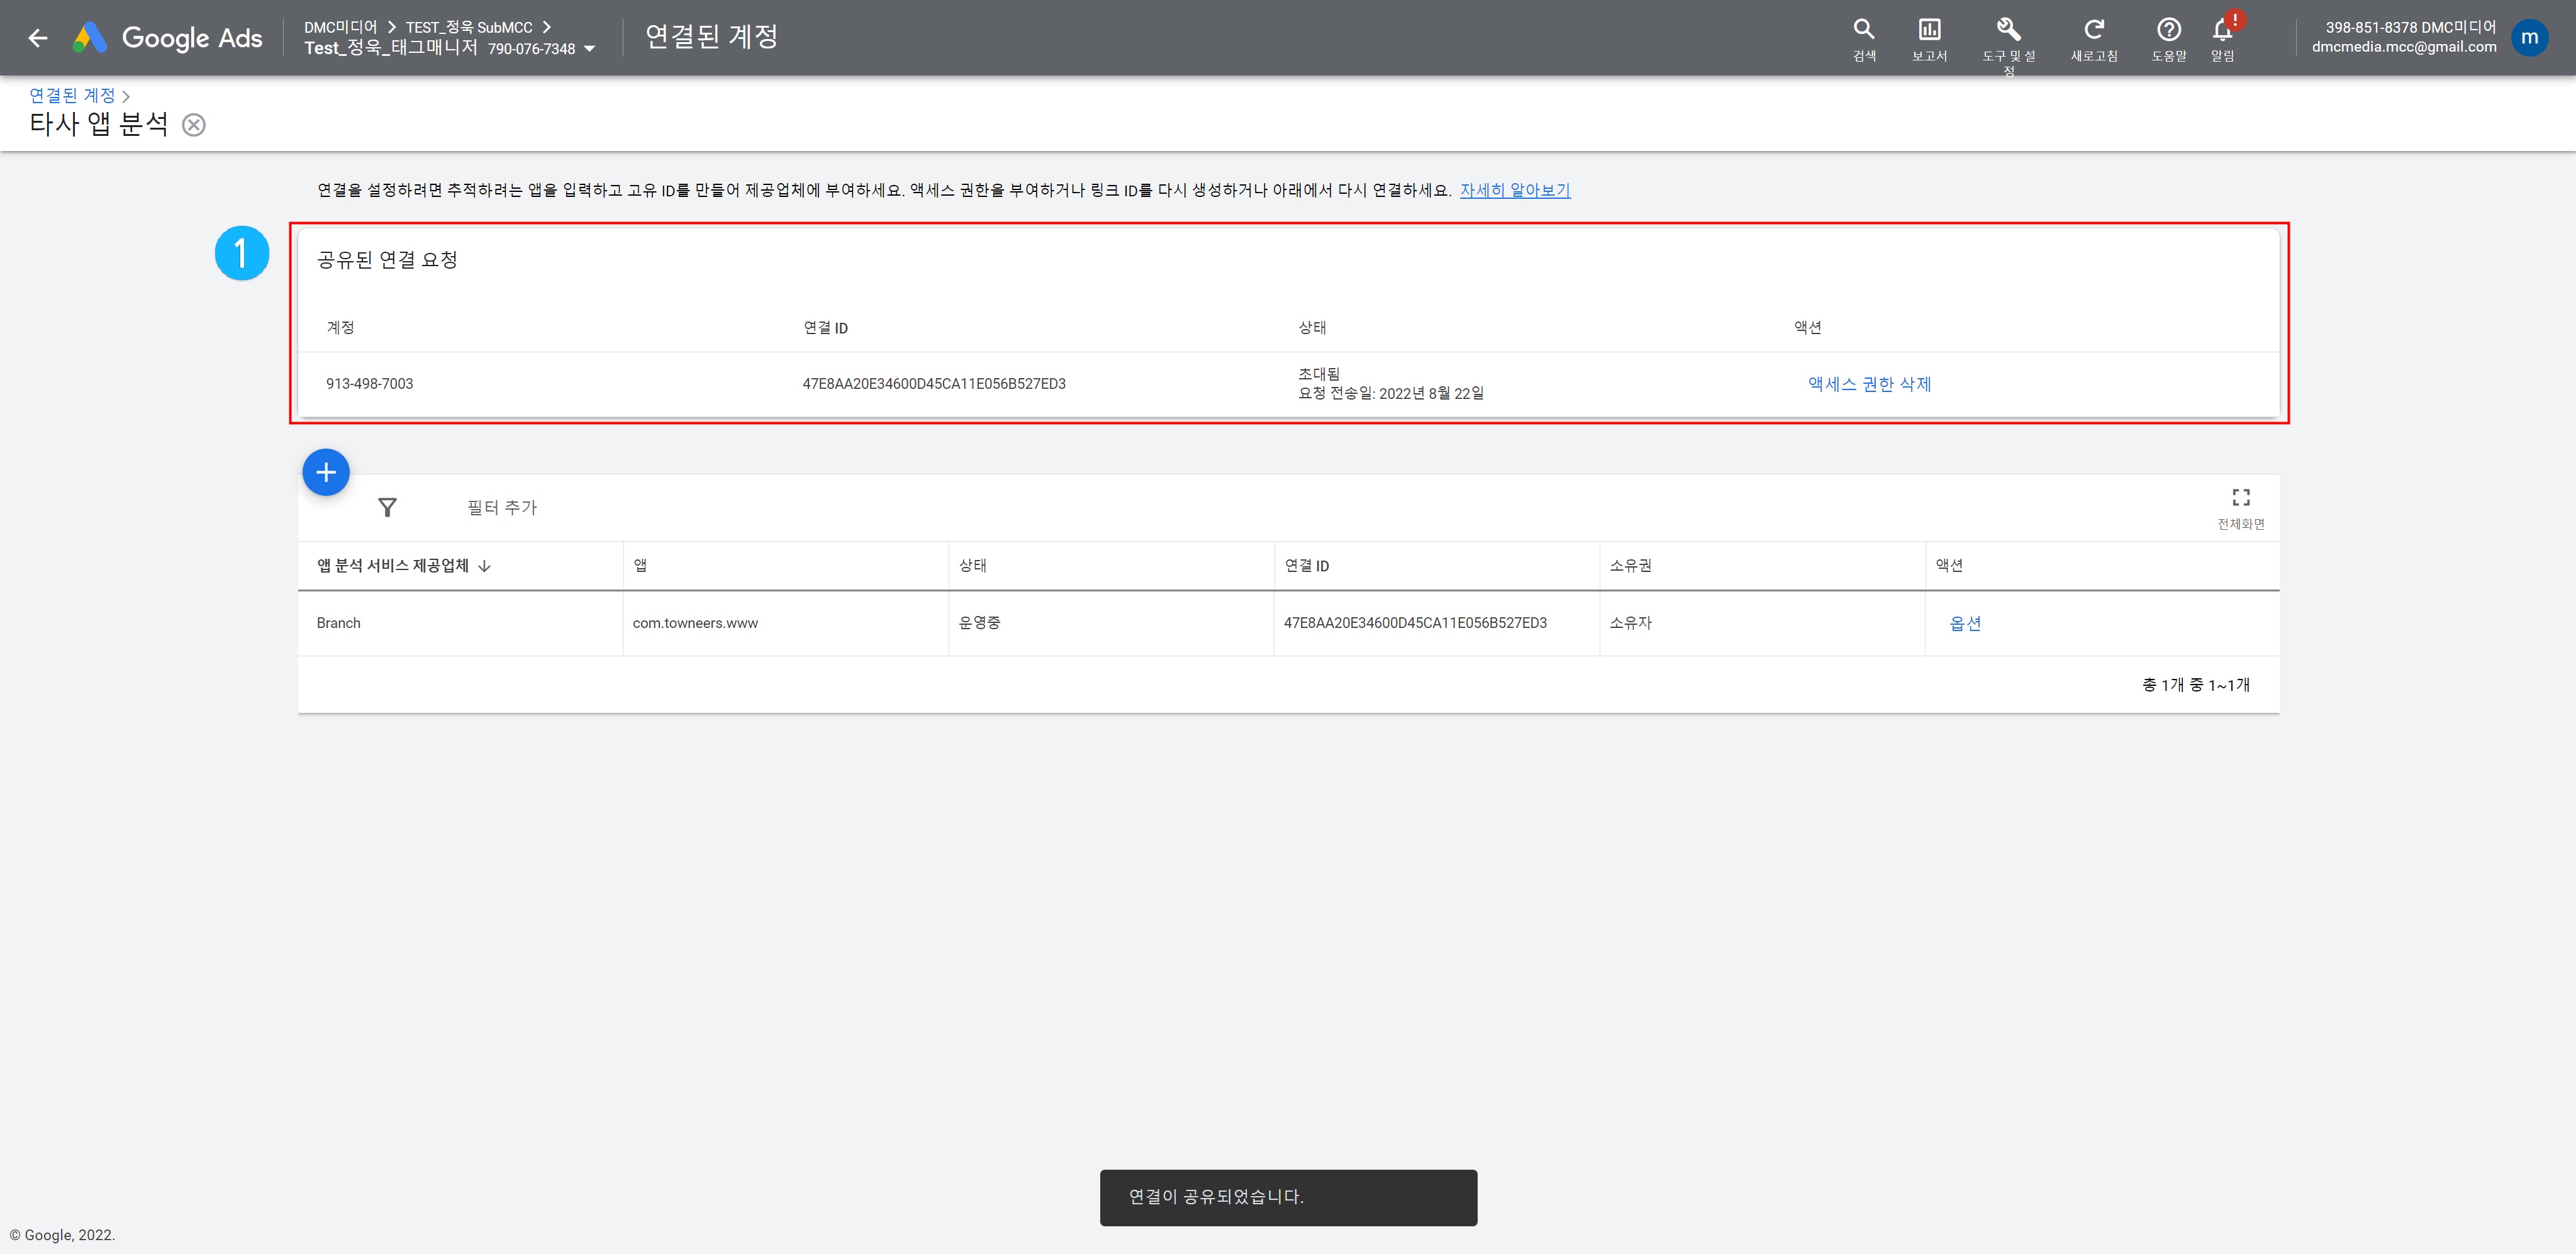 Google Ads
DMC미디어 > TEST_정욱 SubMCC >
Test_정욱_태그매니저 790-076-7348
연결된 계정
검색
보고서
도구 및 설
정
새로고침
도움말
!
알림
398-851-8378 DMC미디어
dmcmedia.mcc@gmail.com
m
연결된 계정 >
타사 앱 분석
연결을 설정하려면 추적하려는 앱을 입력하고 고유 ID를 만들어 제공업체에 부여하세요. 액세스 권한을 부여하거나 링크 ID를 다시 생성하거나 아래에서 다시 연결하세요. 자세히 알아보기
1
공유된 연결 요청
계정 연결 ID 상태 액션
913-498-7003 47E8AA20E34600D45CA11E056B527ED3 초대됨 액세스 권한 삭제
요청 전송일: 2022년 8월 22일
필터 추가
전체화면
앱 분석 서비스 제공업체 앱 상태 연결 ID 소유권 액션
Branch com.towneers.www 운영중 47E8AA20E34600D45CA11E056B527ED3 소유자 옵션
총 1개 중 1~1개
연결이 공유되었습니다.
© Google, 2022.